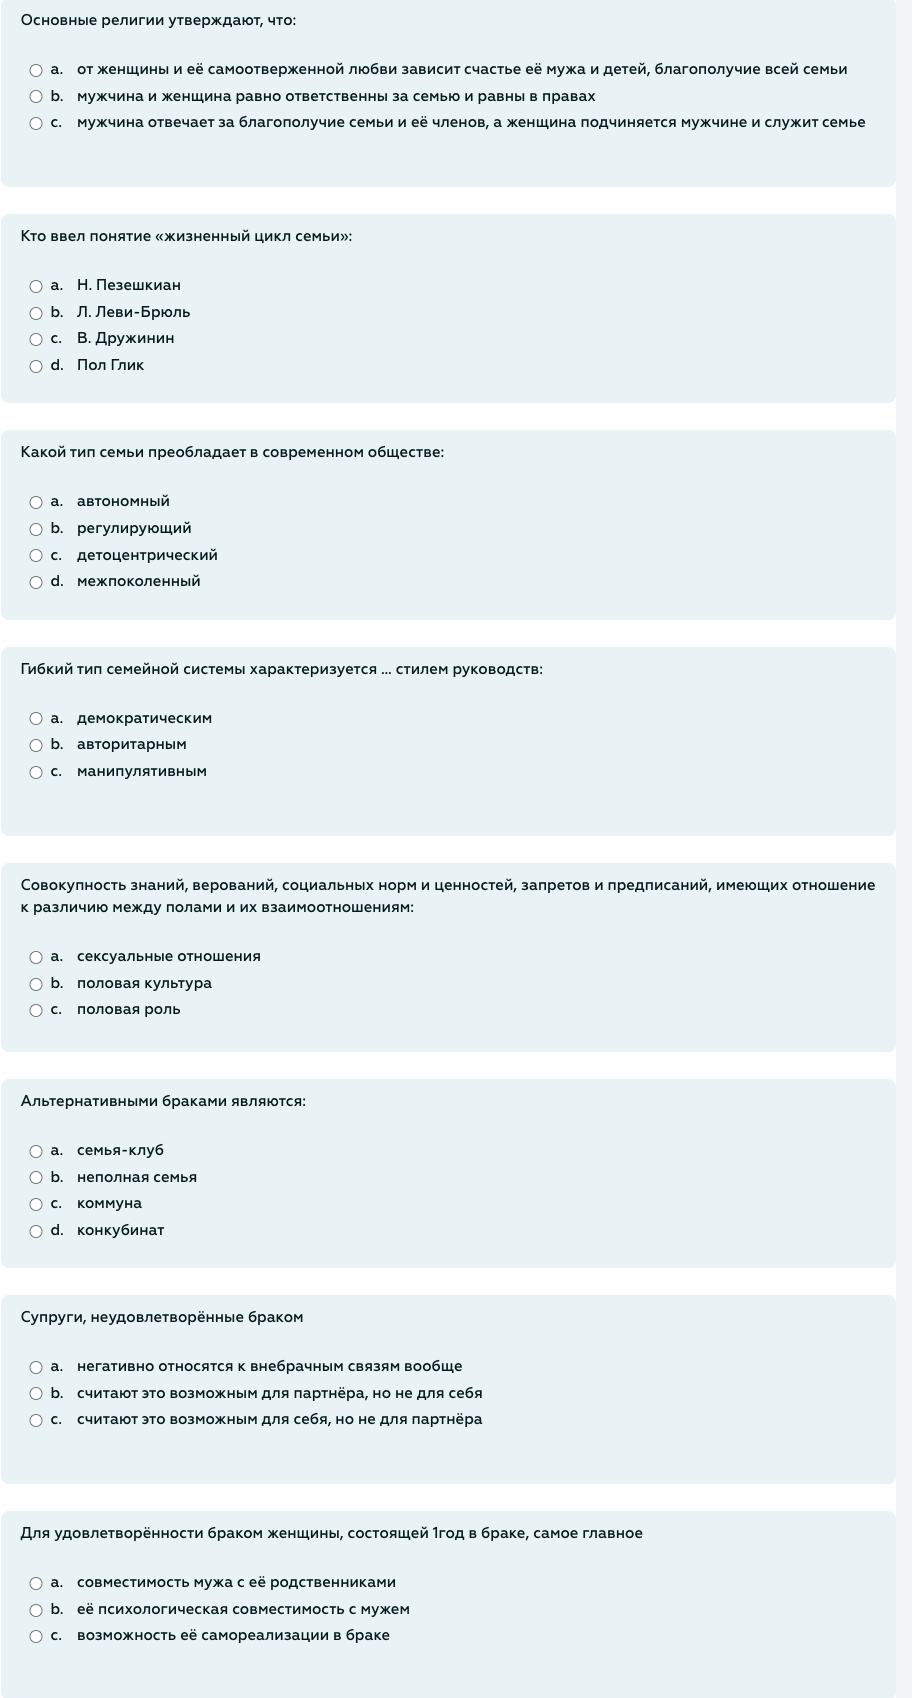 Основные религии утверждают, что:
a. от женщины и её самоотверженной любви зависит счастье её мужа и детей, благополучие всей семьи
b. мужчина и женщина равно ответственны за семью и равны в правах
c. мужчина отвечает за благополучие семьи и её членов, а женщина подчиняется мужчине и служит семье
Кто ввел понятие «жизненный цикл семьи»:
a. Н. Пезешкиан
b. Л. Леви-Брюль
c. В. Дружинин
d. Пол Глик
Какой тип семьи преобладает в современном обществе:
a. автономный
b. регулирующий
c. детоцентрический
d. межпоколенный
Гибкий тип семейной системы характеризуется ... стилем руководств:
a. демократическим
b. авторитарным
c. манипулятивным
Совокупность знаний, верований, социальных норм и ценностей, запретов и предписаний, имеющих отношение
к различию между полами и их взаимоотношениям:
a. сексуальные отношения
b. половая культура
c. половая роль
Альтернативными браками являются:
a. семья-клуб
b. неполная семья
c. коммуна
d. конкубинат
Супруги, неудовлетворённые браком
a. негативно относятся к внебрачным связям вообще
b. считают это возможным для партнёра, но не для себя
c. считают это возможным для себя, но не для партнёра
Для удовлетворённости браком женщины, состоящей 1год в браке, самое главное
a. совместимость мужа с её родственниками
b. её психологическая совместимость с мужем
c. возможность её самореализации в браке